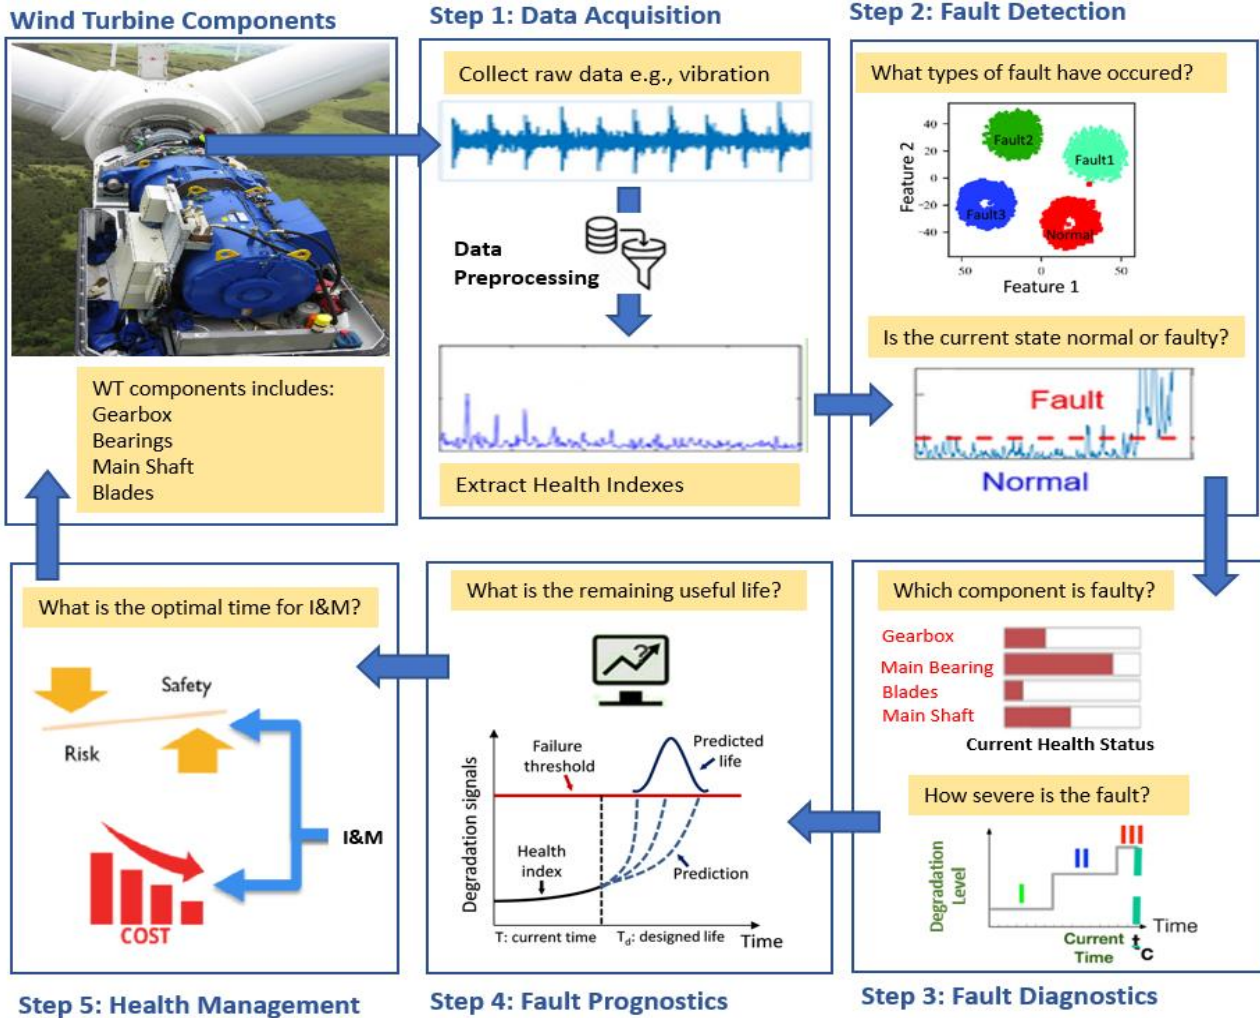 Wind Turbine Components
WT components includes:
Gearbox
Bearings
Main Shaft
Blades
Step 1: Data Acquisition
Collect raw data e.g., vibration
Data
Preprocessing
Extract Health Indexes
Step 2: Fault Detection
What types of fault have occured?
Feature 2
40
20
0
-20
-40
Fault2
Fault1
Fault3
Normal
50
0
50
Feature 1
Is the current state normal or faulty?
Fault
Normal
Which component is faulty?
Gearbox
Main Bearing
Blades
Main Shaft
Current Health Status
How severe is the fault?
Degradation
Level
I
II
III
Time
Current
Time
tC
Step 3: Fault Diagnostics
What is the remaining useful life?
?
Degradation signals
Failure
threshold
Predicted
life
Health
index
Prediction
T: current time
Td: designed life
Time
Step 4: Fault Prognostics
What is the optimal time for I&M?
Safety
Risk
I&M
COST
Step 5: Health Management